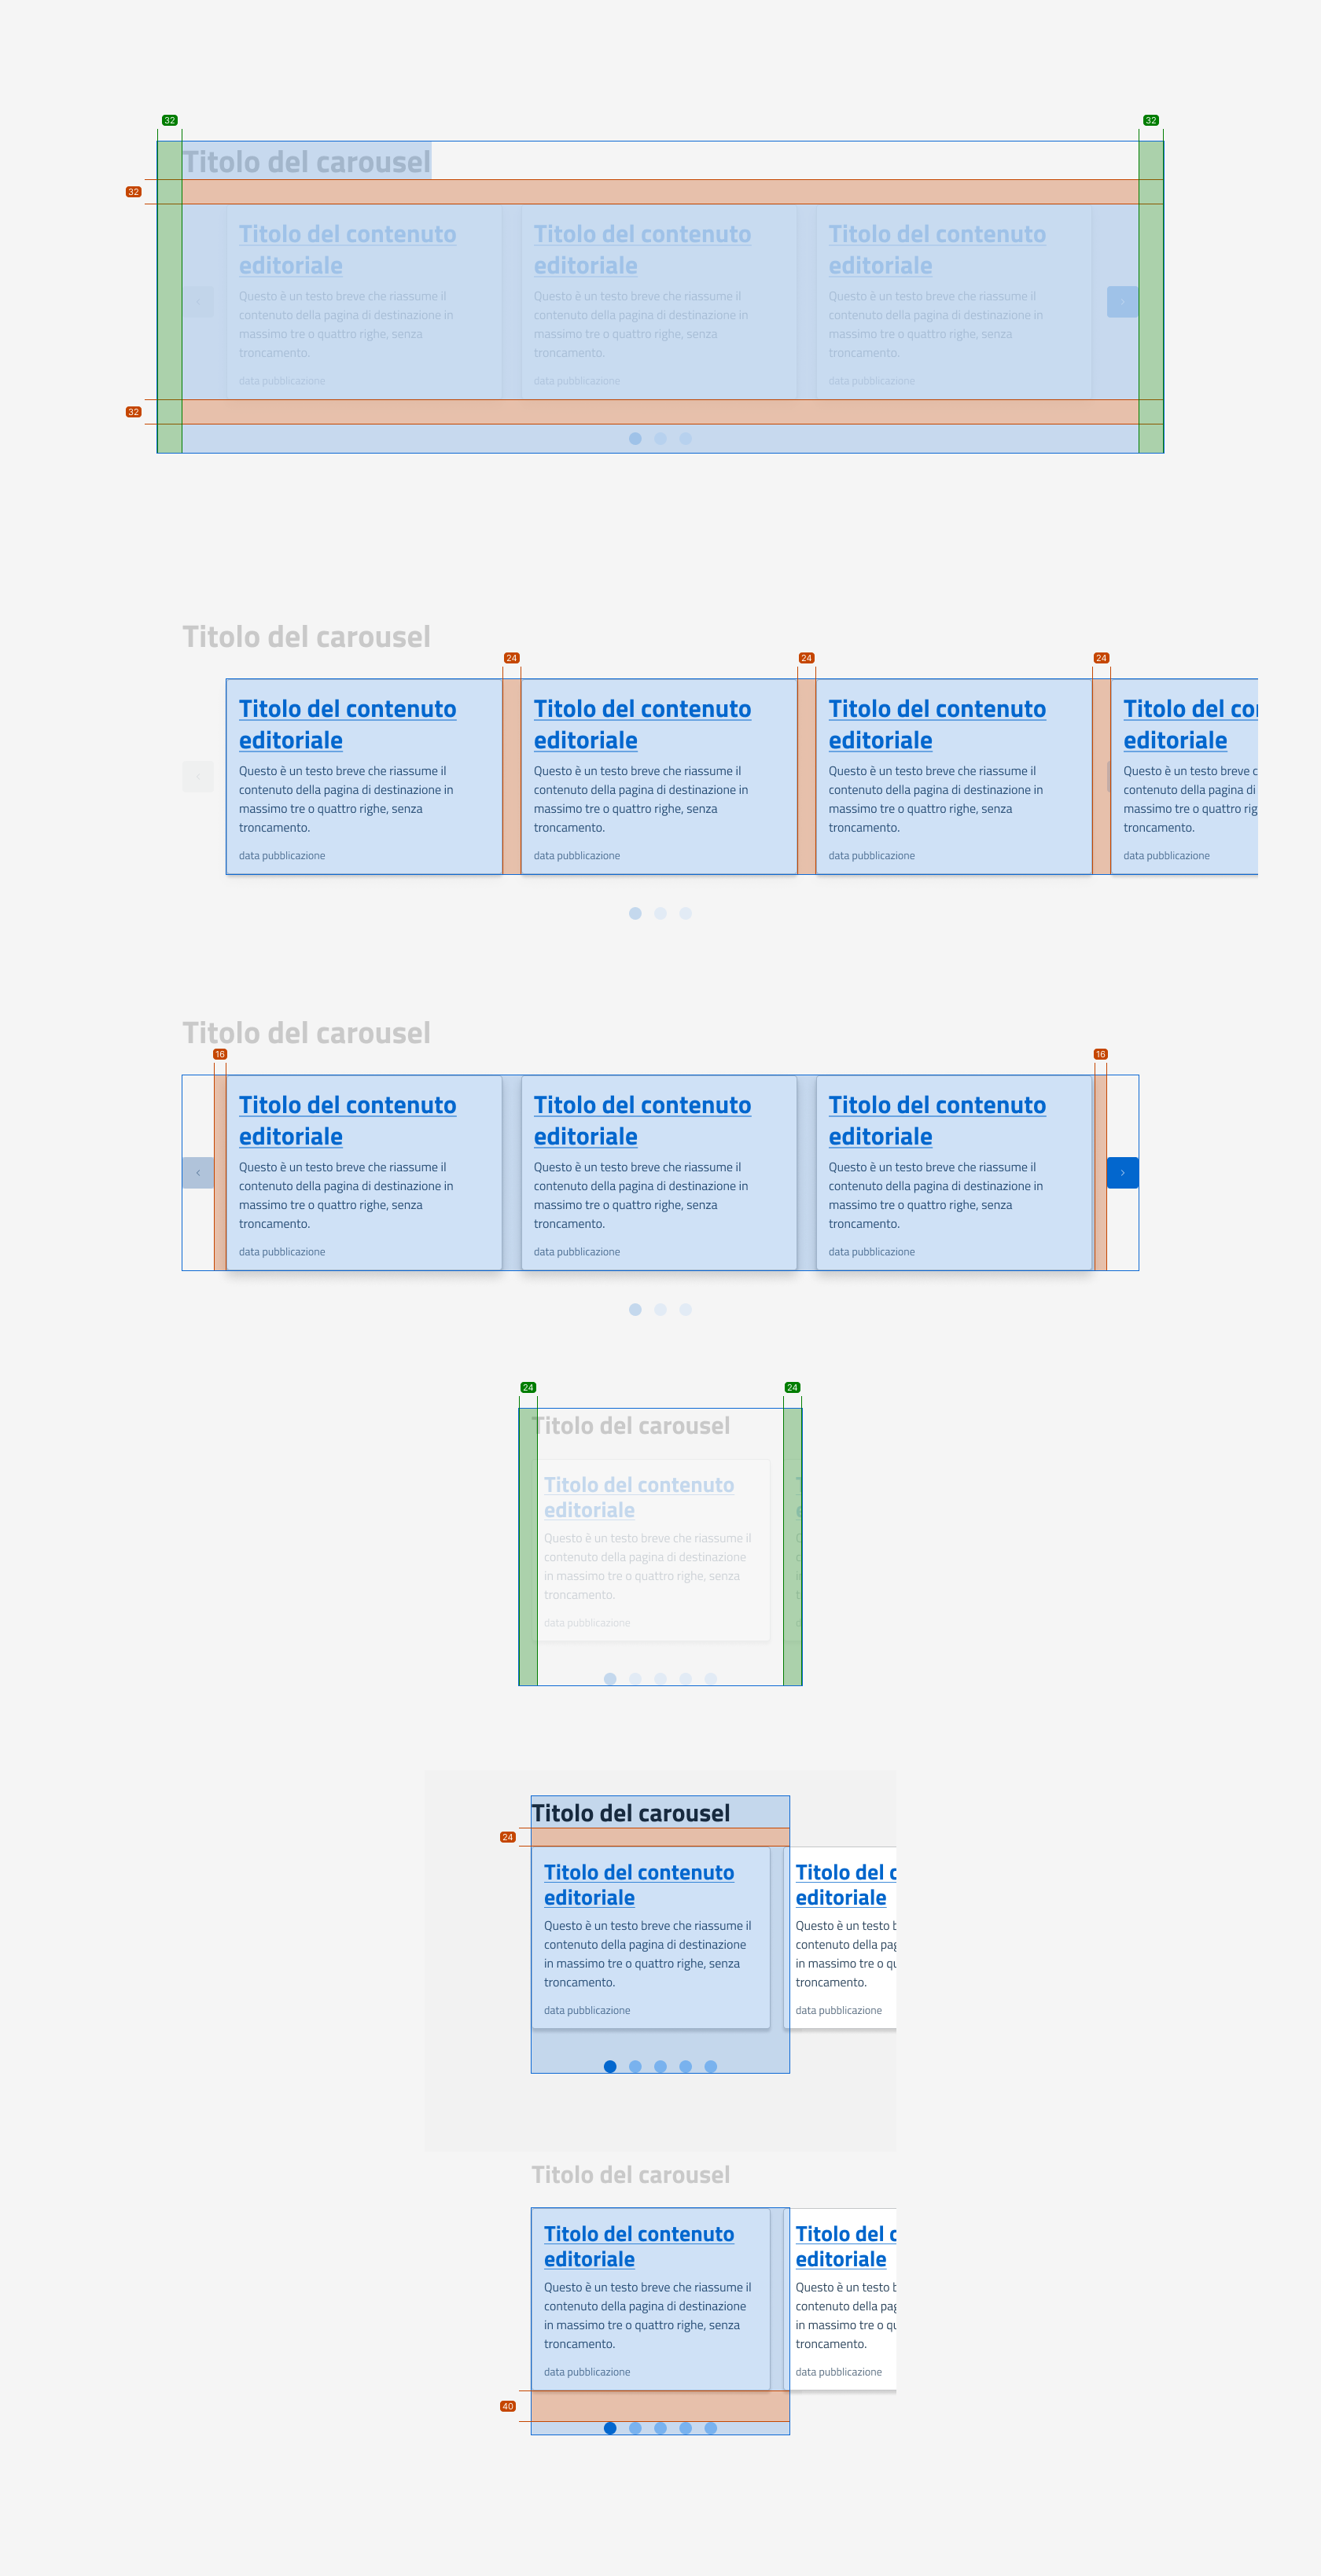 32
32
Titolo del carousel
32
Titolo del contenuto
editoriale
Questo è un testo breve che riassume il
contenuto della pagina di destinazione in
massimo tre o quattro righe, senza
troncamento.
data pubblicazione
Titolo del contenuto
editoriale
Questo è un testo breve che riassume il
contenuto della pagina di destinazione in
massimo tre o quattro righe, senza
troncamento.
data pubblicazione
Titolo del contenuto
editoriale
Questo è un testo breve che riassume il
contenuto della pagina di destinazione in
massimo tre o quattro righe, senza
troncamento.
data pubblicazione
32
Titolo del carousel
24
24
24
Titolo del contenuto
editoriale
Questo è un testo breve che riassume il
contenuto della pagina di destinazione in
massimo tre o quattro righe, senza
troncamento.
data pubblicazione
Titolo del contenuto
editoriale
Questo è un testo breve che riassume il
contenuto della pagina di destinazione in
massimo tre o quattro righe, senza
troncamento.
data pubblicazione
Titolo del contenuto
editoriale
Questo è un testo breve che riassume il
contenuto della pagina di destinazione in
massimo tre o quattro righe, senza
troncamento.
data pubblicazione
Titolo del
editoriale
Questo è un testo breve
contenuto della pagina di
massimo tre o quattro
troncamento.
data pubblicazione
Titolo del carousel
16
16
Titolo del contenuto
editoriale
Questo è un testo breve che riassume il
contenuto della pagina di destinazione in
massimo tre o quattro righe, senza
troncamento.
data pubblicazione
Titolo del contenuto
editoriale
Questo è un testo breve che riassume il
contenuto della pagina di destinazione in
massimo tre o quattro righe, senza
troncamento.
data pubblicazione
Titolo del contenuto
editoriale
Questo è un testo breve che riassume il
contenuto della pagina di destinazione in
massimo tre o quattro righe, senza
troncamento.
data pubblicazione
24
24
Titolo del carousel
Titolo del contenuto
editoriale
Questo è un testo breve che riassume il
contenuto della pagina di destinazione
in massimo tre o quattro righe, senza
troncamento.
data pubblicazione
Titolo del carousel
24
Titolo del contenuto
editoriale
Questo è un testo breve che riassume il
contenuto della pagina di destinazione
in massimo tre o quattro righe, senza
troncamento.
data pubblicazione
Titolo del
editoriale
Questo è un testo
contenuto della
in massimo tre o
troncamento.
data pubblicazione
Titolo del carousel
Titolo del contenuto
editoriale
Questo è un testo breve che riassume il
contenuto della pagina di destinazione
in massimo tre o quattro righe, senza
troncamento.
data pubblicazione
Titolo del
editoriale
Questo è un testo
contenuto della
in massimo tre o
troncamento.
data pubblicazione
40